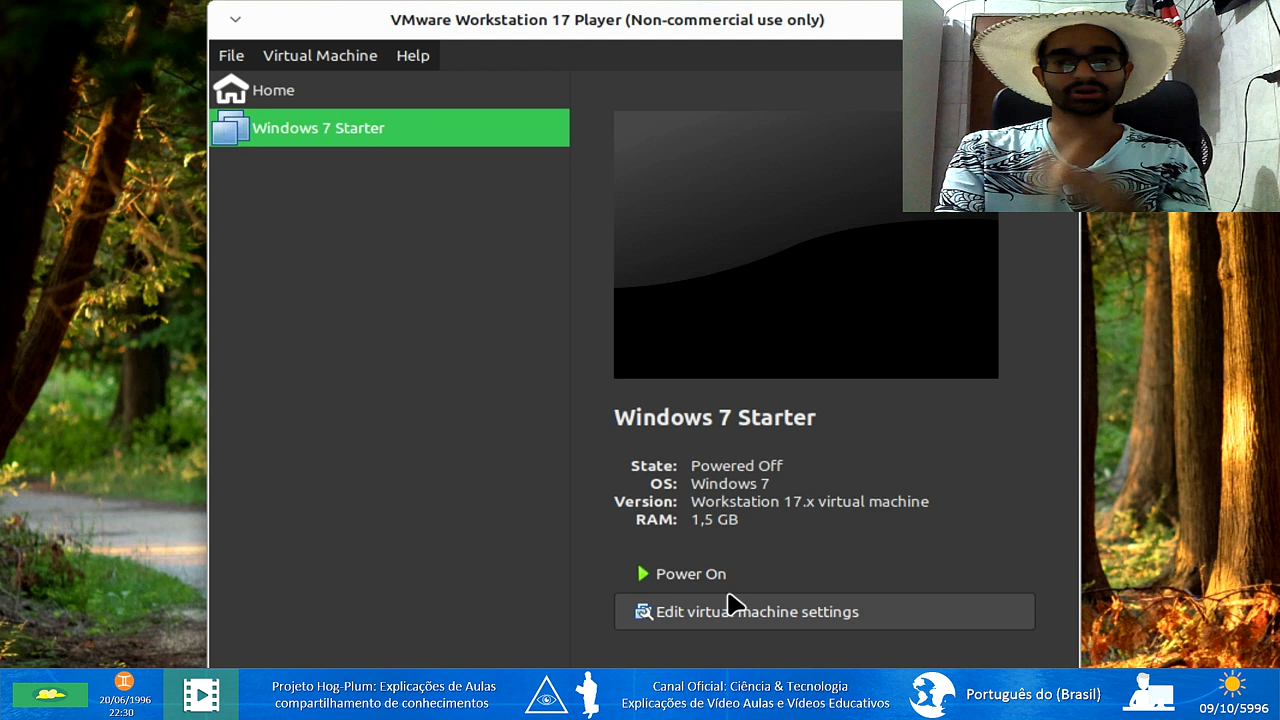 VMware Workstation 17 Player (Non-commercial use only)
File Virtual Machine Help
Home
Windows 7 Starter
Windows 7 Starter
State: Powered Off
OS: Windows 7
Version: Workstation 17.x virtual machine
RAM: 1,5 GB
Power On
Edit virtual machine settings
20/06/1996
22:30
Projeto Hog-Plum: Explicações de Aulas
compartilhamento de conhecimentos
Canal Oficial: Ciência & Tecnologia
Explicações de Vídeo Aulas e Vídeos Educativos
Português do (Brasil)
09/10/5996